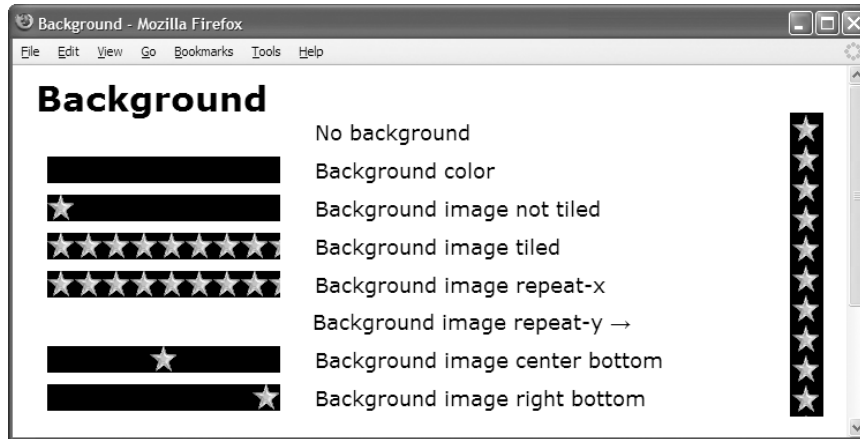 Background - Mozilla Firefox
File Edit View Go Bookmarks Tools Help
Background
No background
Background color
Background image not tiled
Background image tiled
Background image repeat-x
Background image repeat-y →
Background image center bottom
Background image right bottom